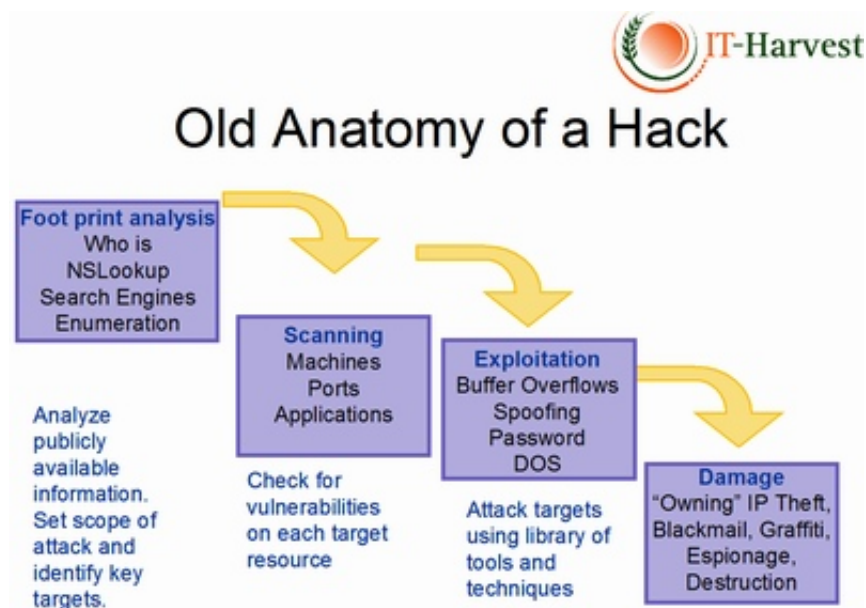 IT-Harvest
Old Anatomy of a Hack
Foot print analysis
Who is
NSLookup
Search Engines
Enumeration
Analyze
publicly
available
information.
Set scope of
attack and
identify key
targets.
Scanning
Machines
Ports
Applications
Check for
vulnerabilities
on each target
resource
Exploitation
Buffer Overflows
Spoofing
Password
DOS
Attack targets
using library of
tools and
techniques
Damage
“Owning” IP Theft,
Blackmail, Graffiti,
Espionage,
Destruction